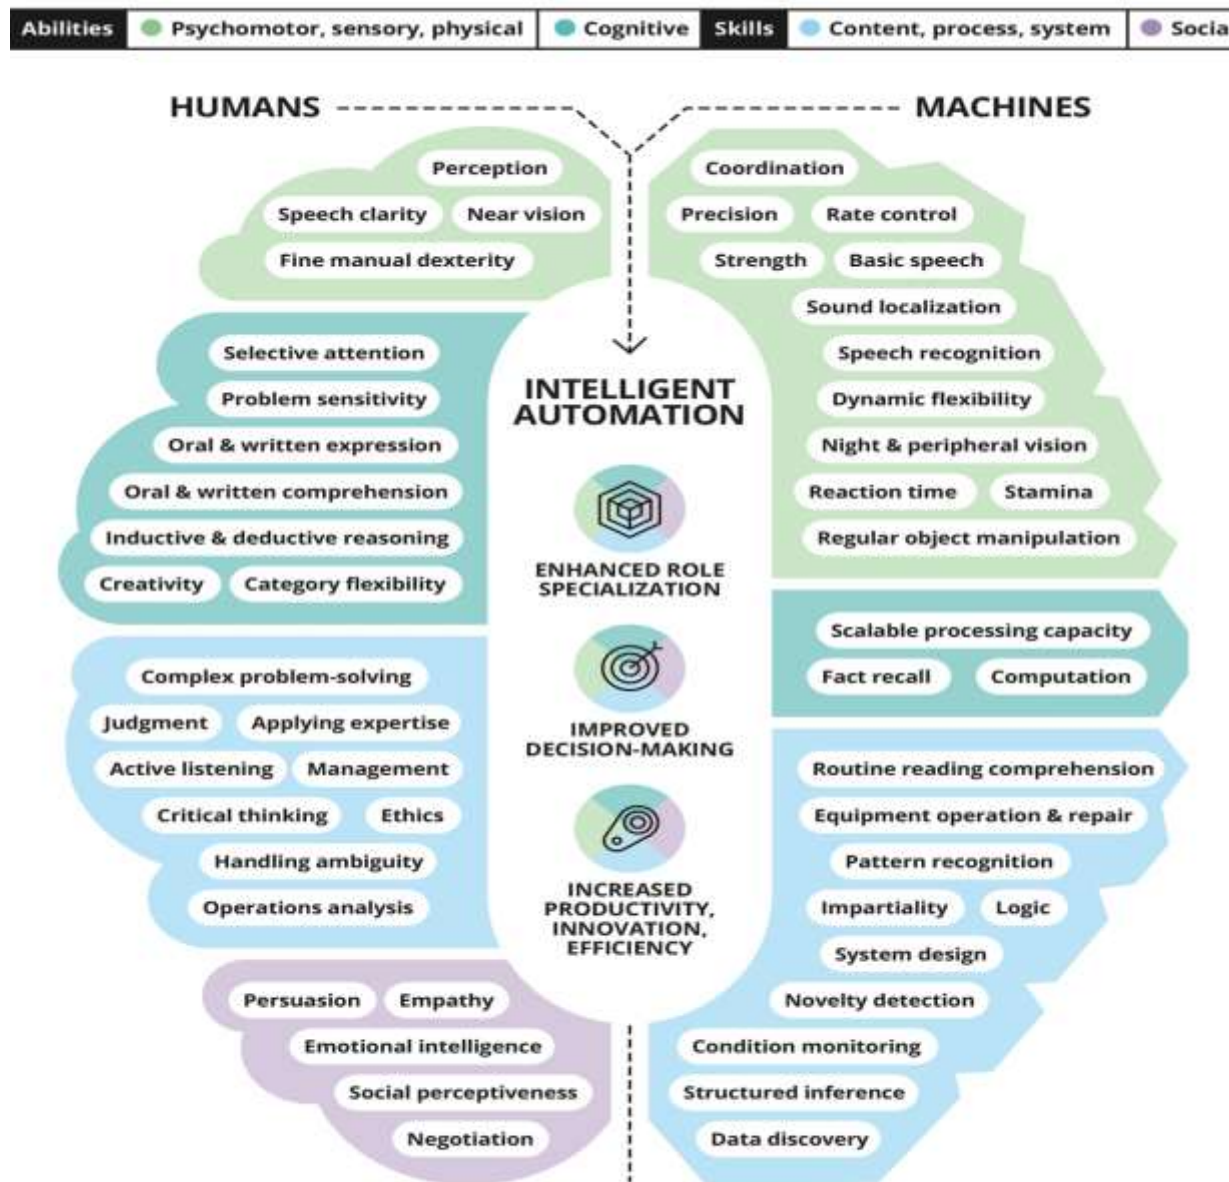 Abilities Psychomotor, sensory, physical Cognitive Skills Content, process, system Socia
HUMANS MACHINES
Perception
Speech clarity Near vision
Fine manual dexterity
Selective attention
Problem sensitivity
Oral & written expression
Oral & written comprehension
Inductive & deductive reasoning
Creativity Category flexibility
Complex problem-solving
Judgment Applying expertise
Active listening Management
Critical thinking Ethics
Handling ambiguity
Operations analysis
Persuasion Empathy
Emotional intelligence
Social perceptiveness
Negotiation
INTELLIGENT
AUTOMATION
ENHANCED ROLE
SPECIALIZATION
IMPROVED
DECISION-MAKING
INCREASED
PRODUCTIVITY,
INNOVATION,
EFFICIENCY
Coordination
Precision Rate control
Strength Basic speech
Sound localization
Speech recognition
Dynamic flexibility
Night & peripheral vision
Reaction time Stamina
Regular object manipulation
Scalable processing capacity
Fact recall Computation
Routine reading comprehension
Equipment operation & repair
Pattern recognition
Impartiality Logic
System design
Novelty detection
Condition monitoring
Structured inference
Data discovery